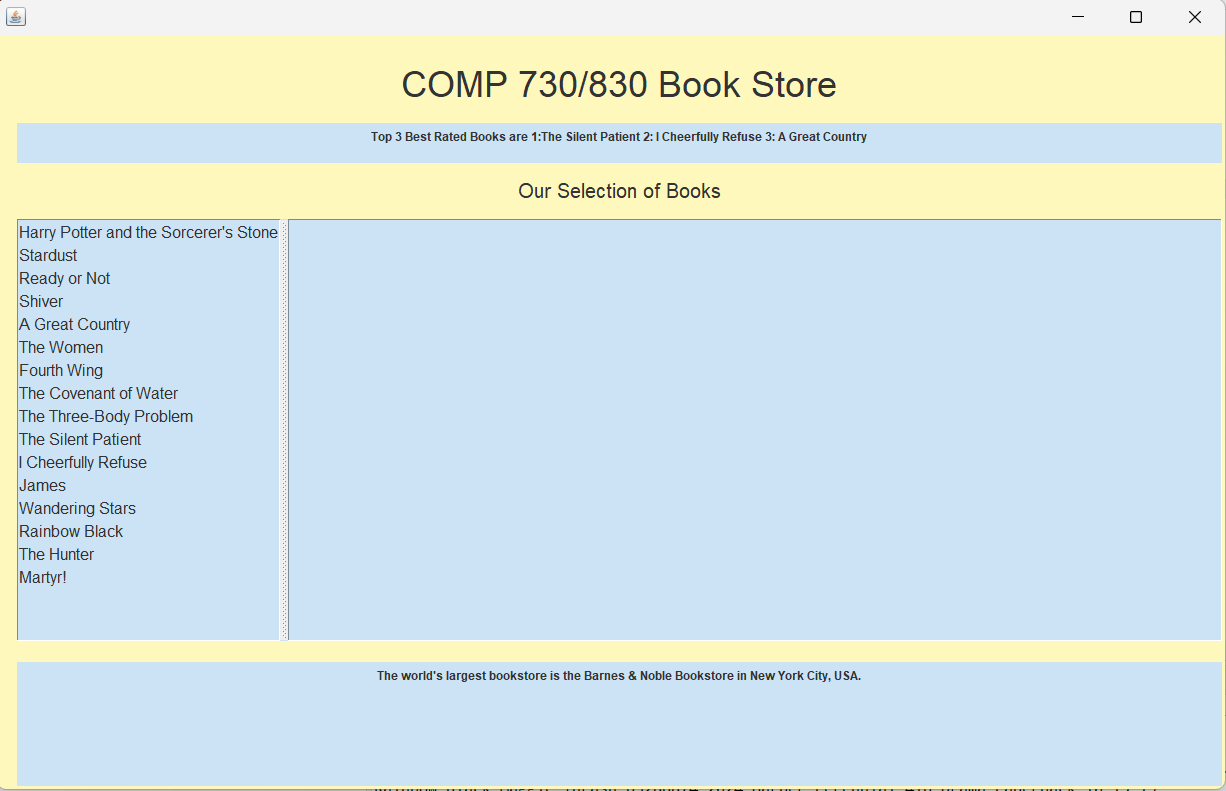 COMP 730/830 Book Store
Top 3 Best Rated Books are 1:The Silent Patient 2: I Cheerfully Refuse 3: A Great Country
Our Selection of Books
Harry Potter and the Sorcerer's Stone
Stardust
Ready or Not
Shiver
A Great Country
The Women
Fourth Wing
The Covenant of Water
The Three-Body Problem
The Silent Patient
I Cheerfully Refuse
James
Wandering Stars
Rainbow Black
The Hunter
Martyr!
The world's largest bookstore is the Barnes & Noble Bookstore in New York City, USA.